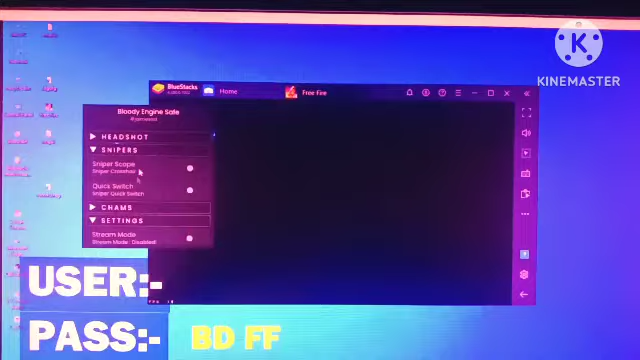 KINEMASTER
BlueStacks
Home
Free Fire
Bloody Engine Safe
HEADSHOT
SNIPERS
Sniper Scope
Sniper Crosshair
Quick Switch
Sniper Quick Switch
CHAMS
SETTINGS
Stream Mode
Stream Mode: Disabled!
USER:-
PASS:- BD FF